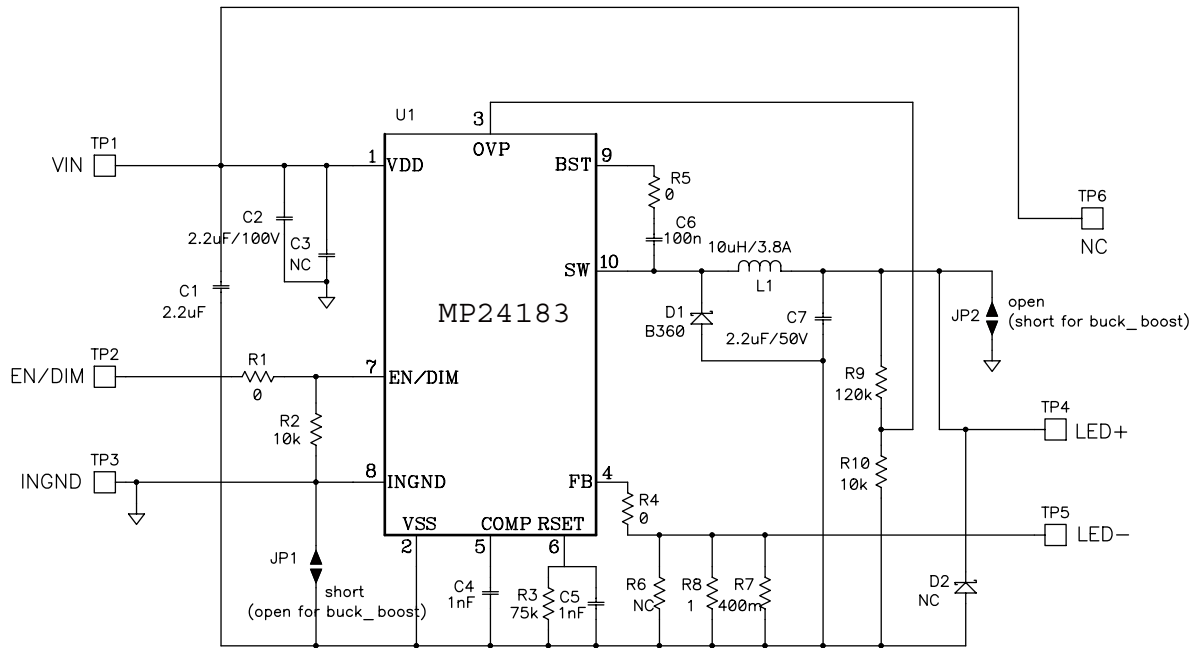 U1
3
OVP
TP1
VIN
1
VDD
BST
9
R5
0
TP6
NC
C2
2.2uF/100V
C3
NC
C6
100n
10uH/3.8A
L1
SW
10
C1
2.2uF
MP24183
D1
B360
C7
2.2uF/50V
JP2
open
(short for buck_boost)
TP2
EN/DIM
R1
0
7
EN/DIM
R9
120k
R2
10k
TP4
LED+
TP3
INGND
8
INGND
FB
4
R4
0
R10
10k
TP5
LED-
VSS
COMP
RSET
2
5
6
JP1
short
(open for buck_boost)
C4
1nF
R3
75k
C5
1nF
R6
NC
R8
1
R7
400m
D2
NC